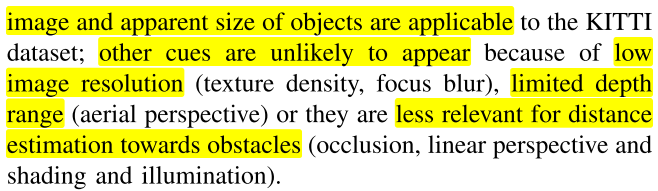 image and apparent size of objects are applicable to the KITTI
dataset; other cues are unlikely to appear because of low
image resolution (texture density, focus blur), limited depth
range (aerial perspective) or they are less relevant for distance
estimation towards obstacles (occlusion, linear perspective and
shading and illumination).